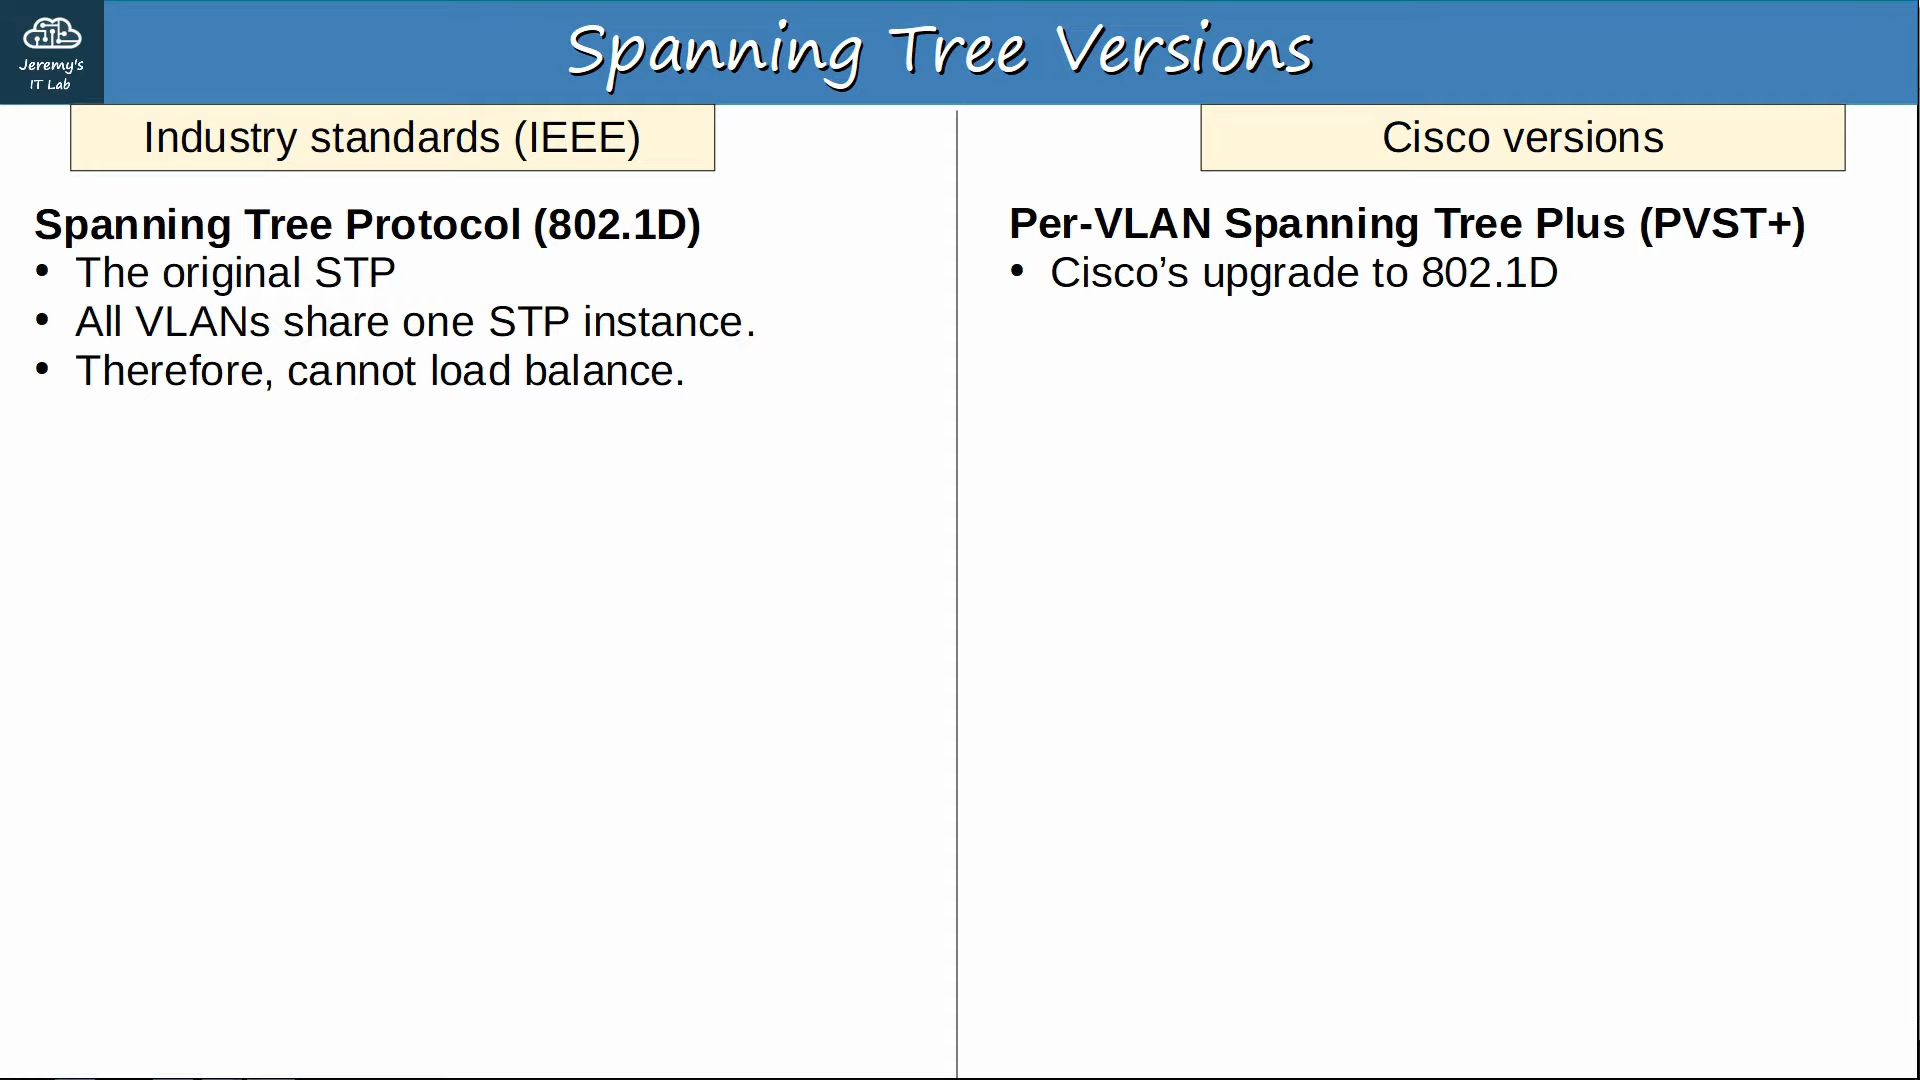 Jeremy's
IT Lab
Spanning Tree Versions
Industry standards (IEEE)
Spanning Tree Protocol (802.1D)
• The original STP
• All VLANs share one STP instance.
• Therefore, cannot load balance.
Cisco versions
Per-VLAN Spanning Tree Plus (PVST+)
• Cisco’s upgrade to 802.1D